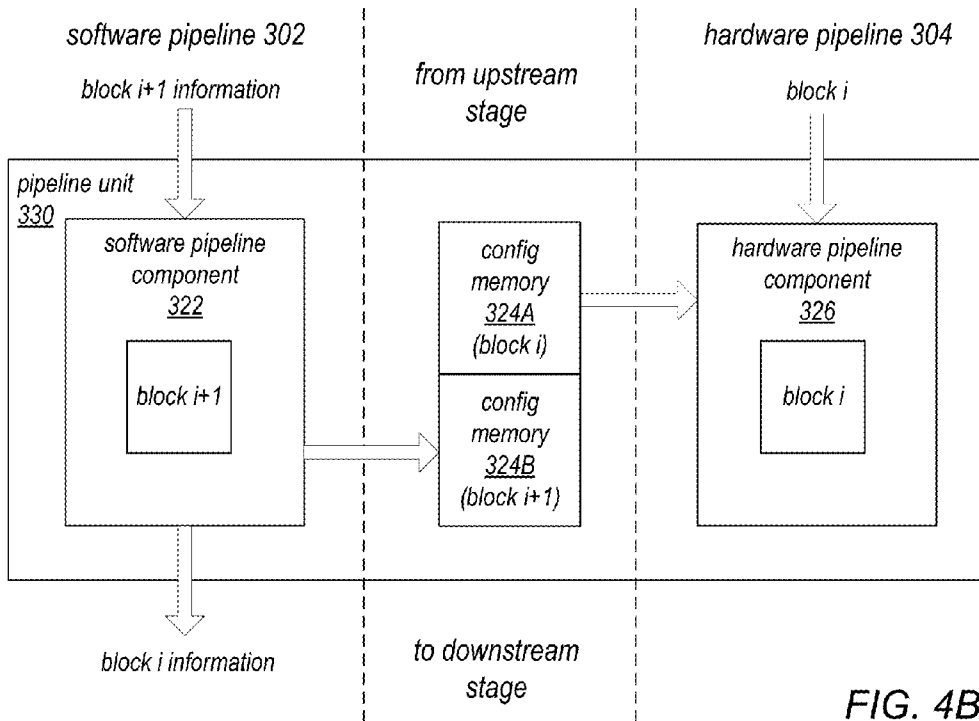 software pipeline 302
hardware pipeline 304
block i+1 information
from upstream
stage
block i
pipeline unit
330
software pipeline
component
322
block i+1
config
memory
324A
(block i)
config
memory
324B
(block i+1)
hardware pipeline
component
326
block i
block i information
to downstream
stage
FIG. 4B